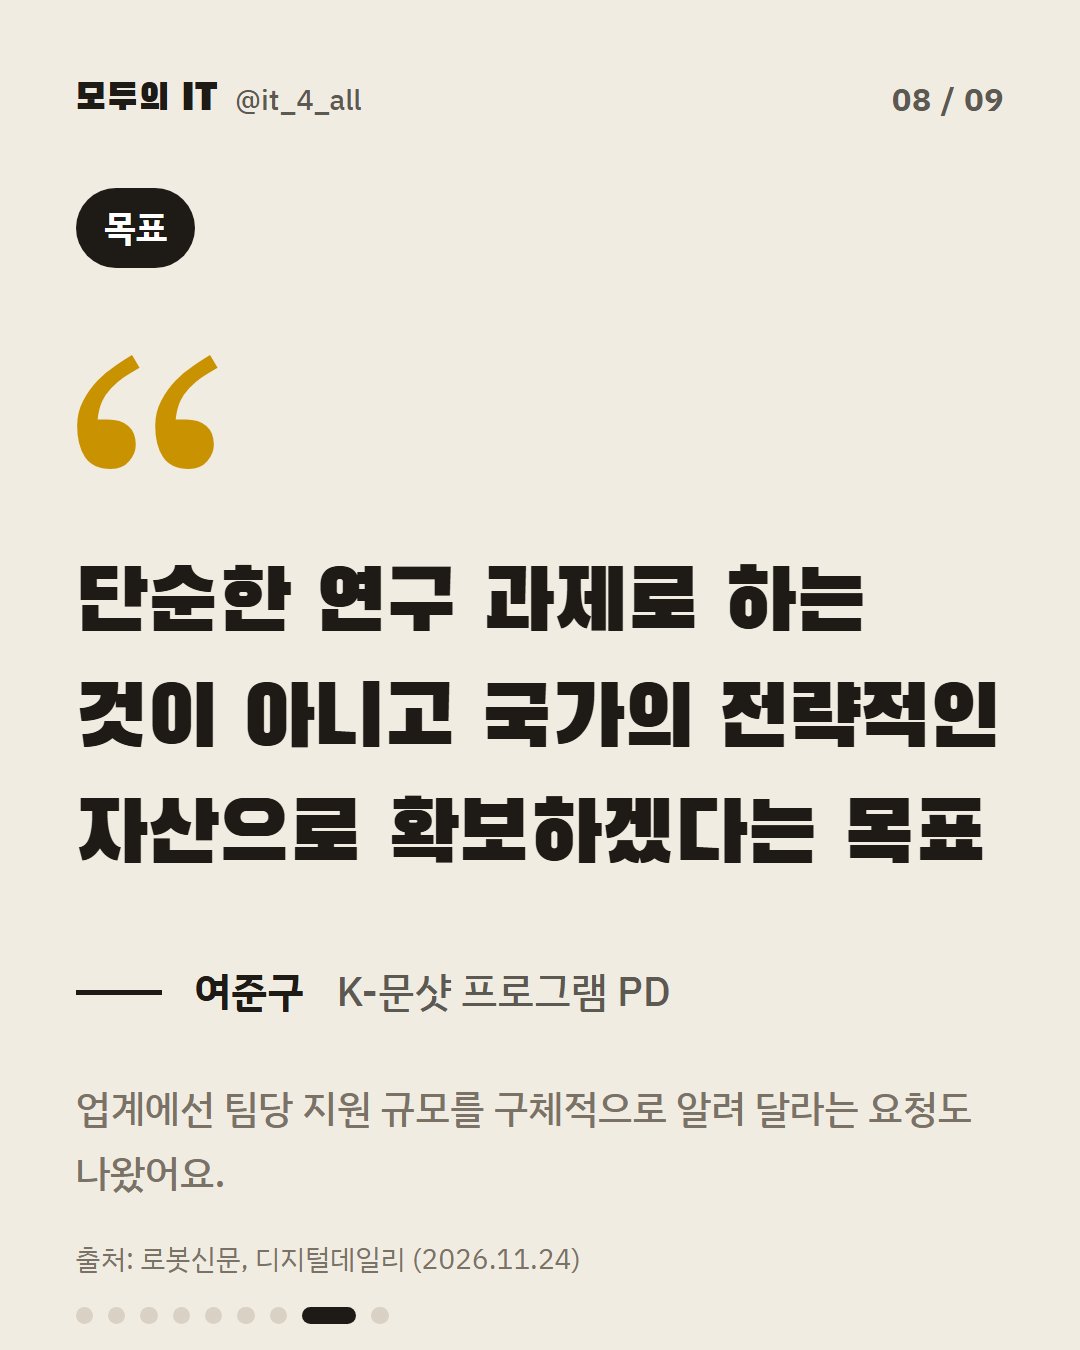 모두의 IT @it_4_all
08 / 09
목표
“
단순한 연구 과제로 하는
것이 아니고 국가의 전략적인
자산으로 확보하겠다는 목표
— 여준구 K-문샷 프로그램 PD
업계에선 팀당 지원 규모를 구체적으로 알려 달라는 요청도
나왔어요.
출처: 로봇신문, 디지털데일리 (2026.11.24)